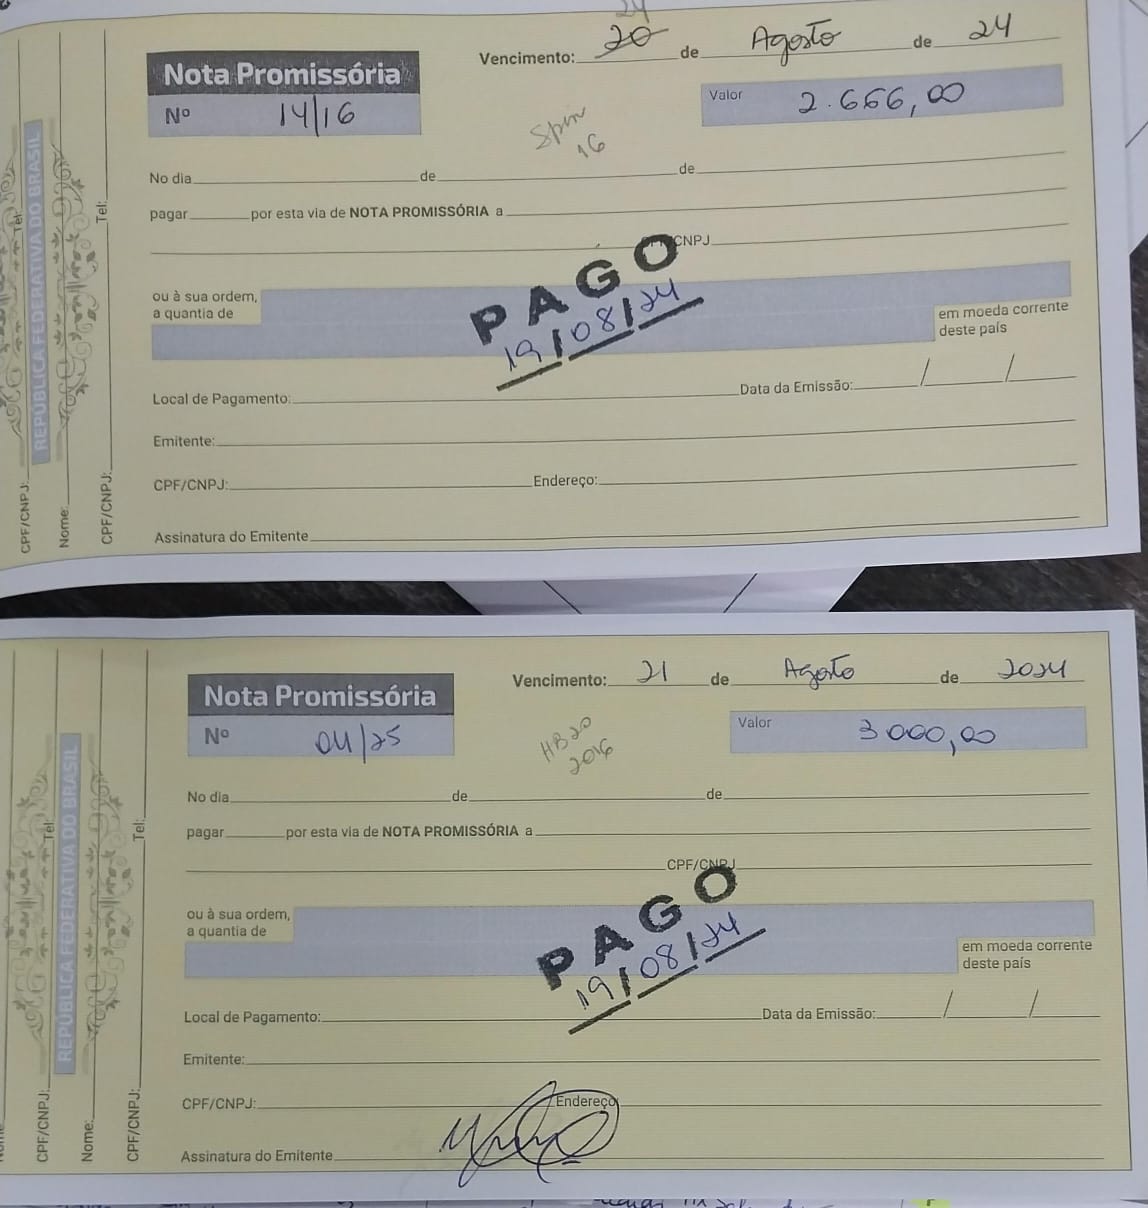 24
Vencimento: 20 de Agosto de 24
Nota Promissória
Nº 14/16
Valor 2.666,00
Spin
16
No dia de de
pagar por esta via de NOTA PROMISSÓRIA a
CNPJ
ou à sua ordem,
a quantia de
em moeda corrente
deste país
PAGO
19/08/24
Local de Pagamento: Data da Emissão: / /
Emitente:
CPF/CNPJ: Endereço:
Assinatura do Emitente
CPF/CNPJ: Tel:
REPÚBLICA FEDERATIVA DO BRASIL
Nome:
CPF/CNPJ: Tel:
Vencimento: 21 de Agosto de 2024
Nota Promissória
Nº 04/25
Valor 3000,00
HB20
2016
No dia de de
pagar por esta via de NOTA PROMISSÓRIA a
CPF/CNPJ
ou à sua ordem,
a quantia de
em moeda corrente
deste país
PAGO
19/08/24
Local de Pagamento: Data da Emissão: / /
Emitente:
CPF/CNPJ: Endereço
Assinatura do Emitente
CPF/CNPJ: Tel:
REPÚBLICA FEDERATIVA DO BRASIL
Nome:
CPF/CNPJ: Tel: